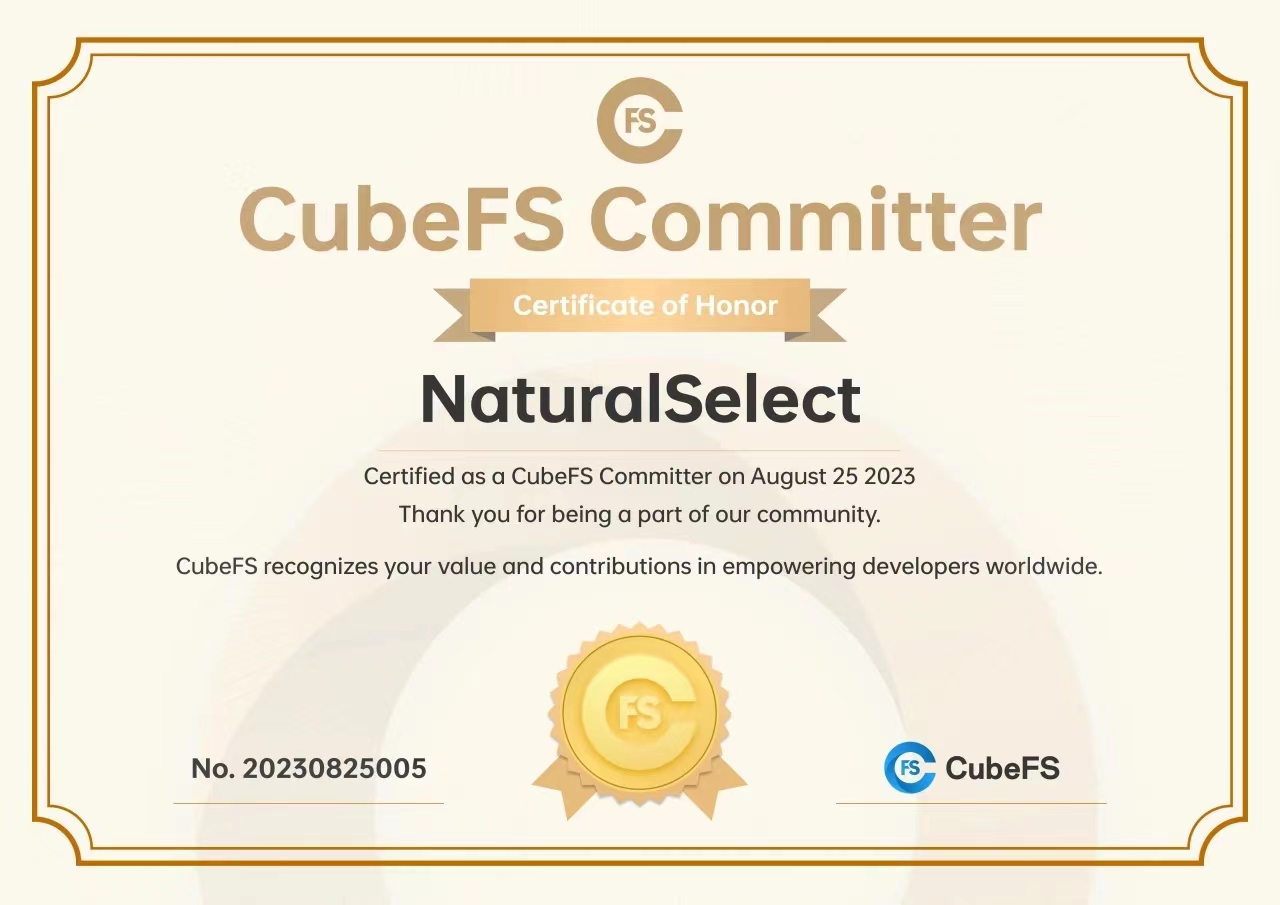 FS
CubeFS Committer
Certificate of Honor
NaturalSelect
Certified as a CubeFS Committer on August 25 2023
Thank you for being a part of our community.
CubeFS recognizes your value and contributions in empowering developers worldwide.
FS
No. 20230825005
FS CubeFS